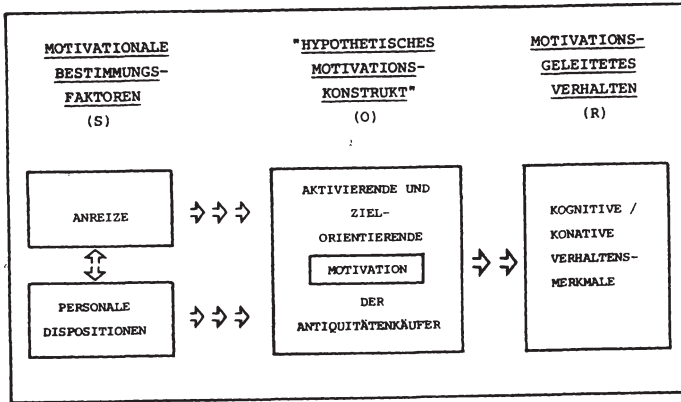 MOTIVATIONALE
BESTIMMUNGS-
FAKTOREN
(S)
"HYPOTHETISCHES
MOTIVATIONS-
KONSTRUKT"
(O)
MOTIVATIONS-
GELEITETES
VERHALTEN
(R)
ANREIZE
PERSONALE
DISPOSITIONEN
AKTIVIERENDE UND
ZIEL-
ORIENTIERENDE
MOTIVATION
DER
ANTIQUITÄTENKÄUFER
KOGNITIVE /
KONATIVE
VERHALTENS-
MERKMALE